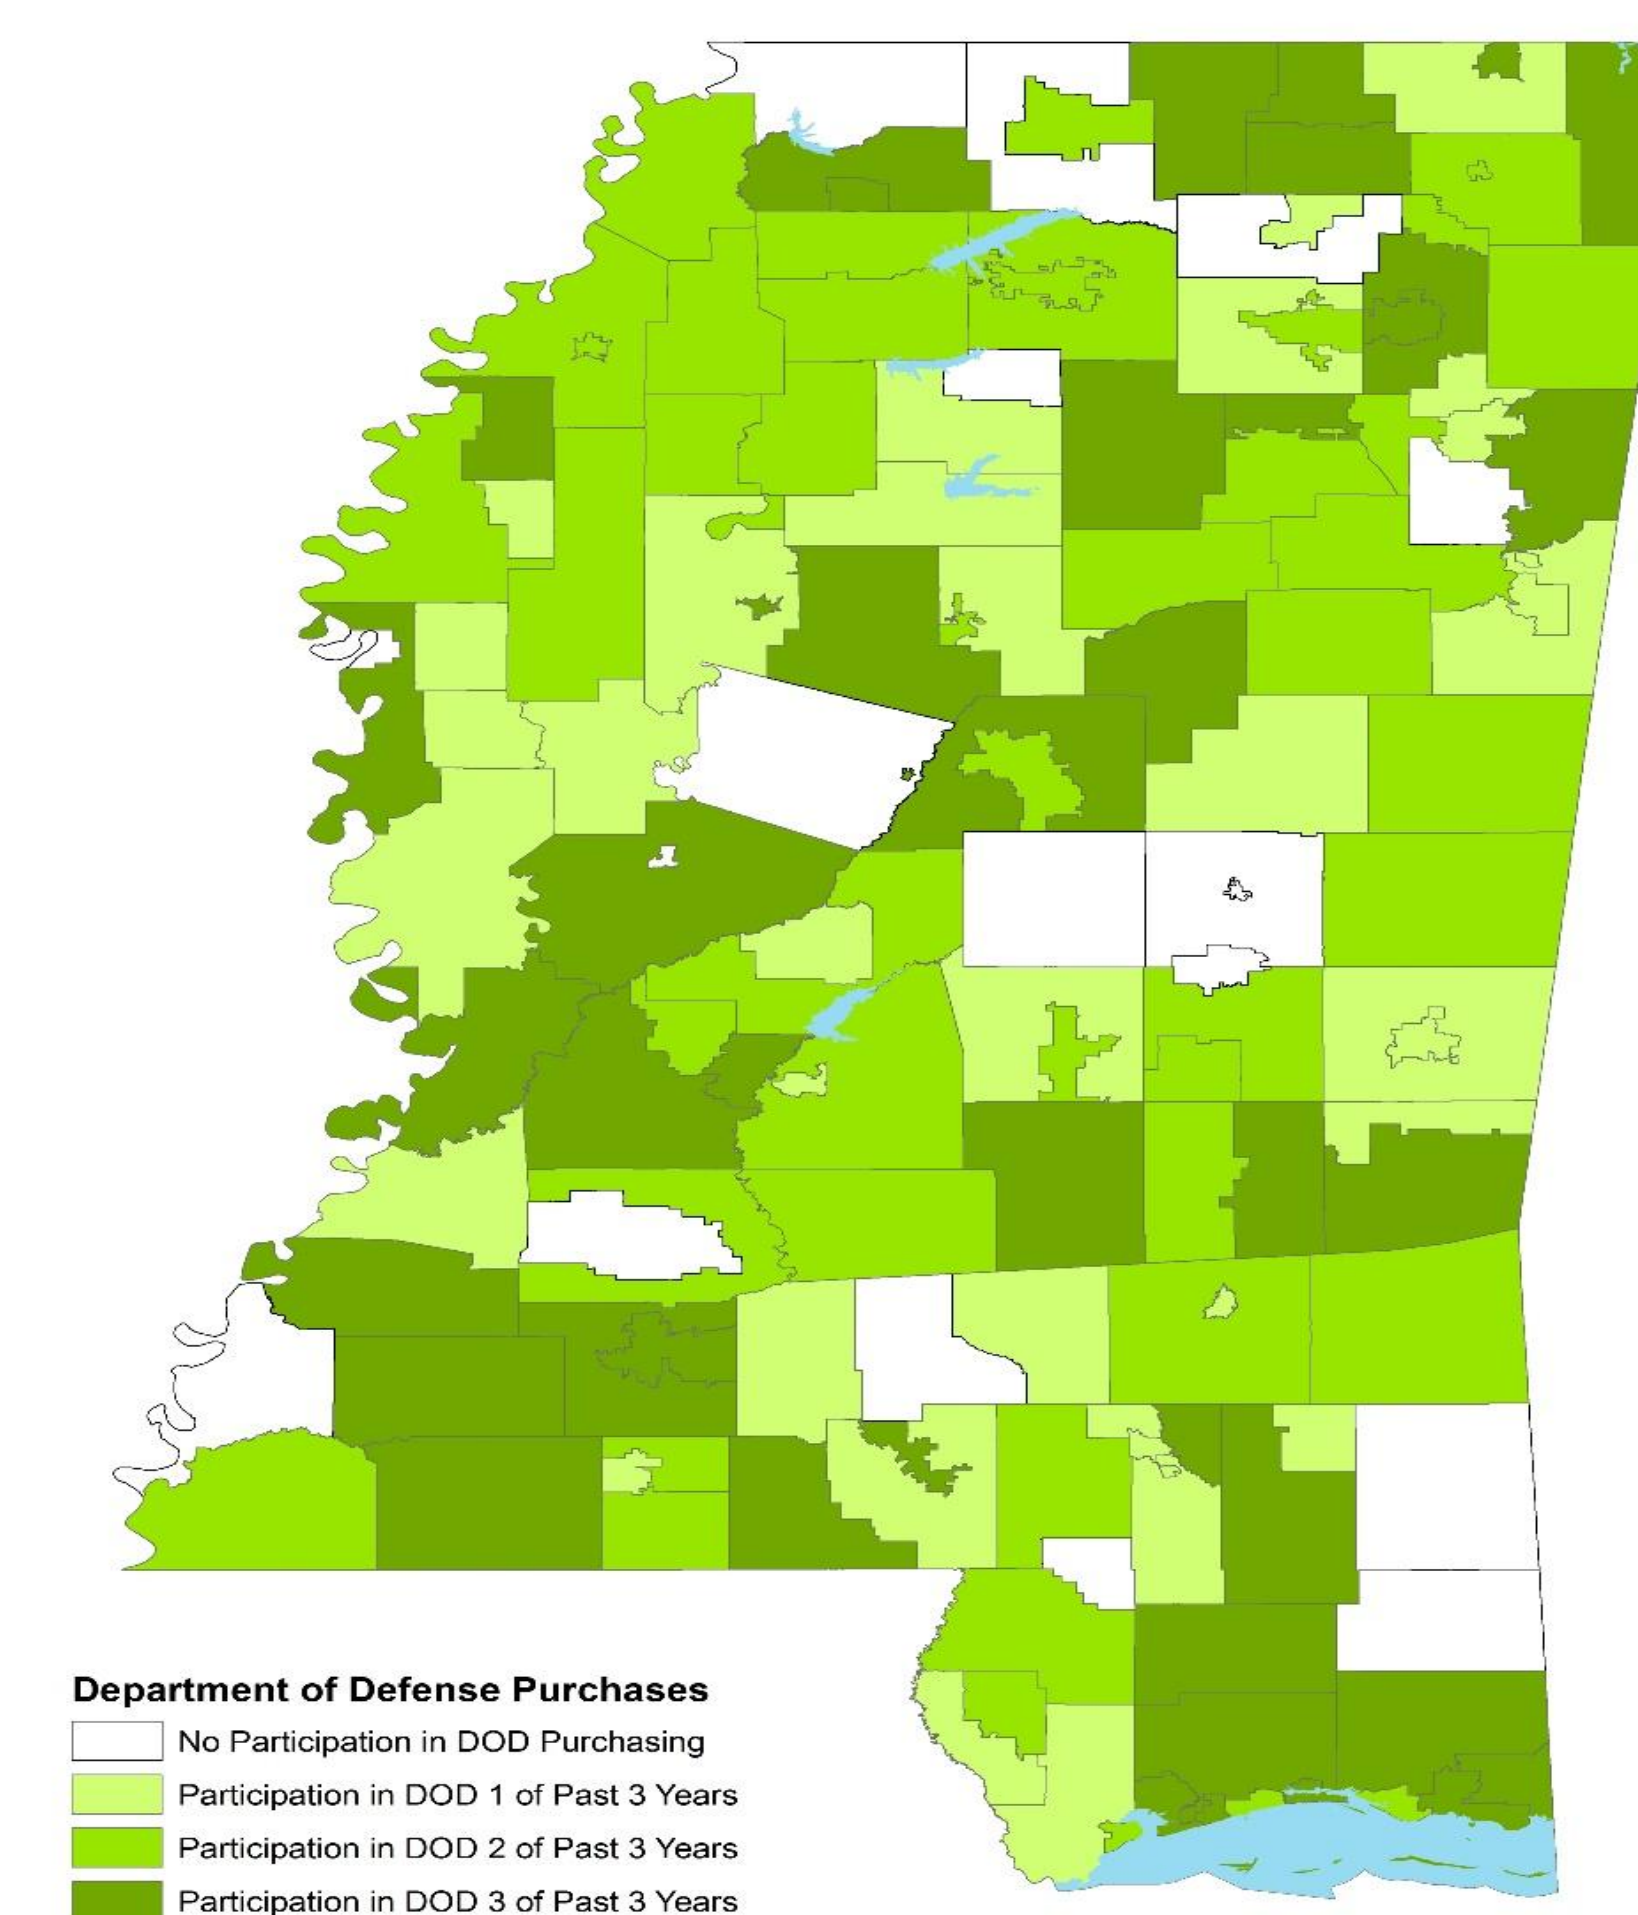 Department of Defense Purchases
No Participation in DOD Purchasing
Participation in DOD 1 of Past 3 Years
Participation in DOD 2 of Past 3 Years
Participation in DOD 3 of Past 3 Years